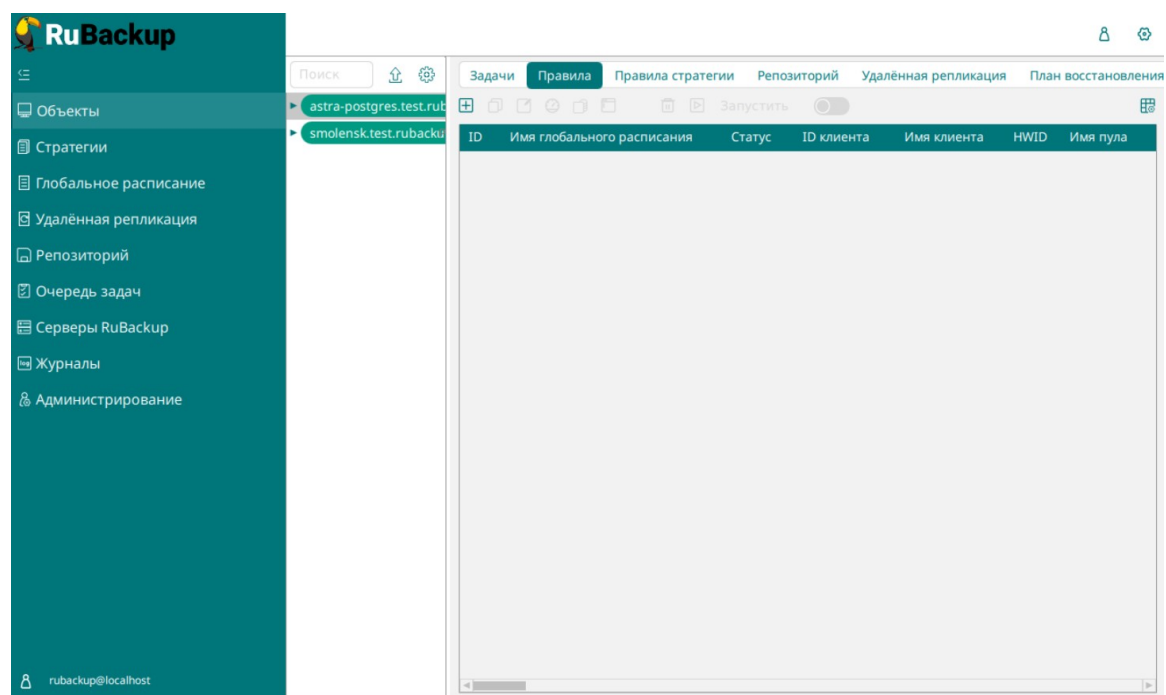 RuBackup
Объекты
Стратегии
Глобальное расписание
Удалённая репликация
Репозиторий
Очередь задач
Серверы RuBackup
Журналы
Администрирование
rubackup@localhost
Поиск
astra-postgres.test.rub
smolensk.test.rubacku
Задачи Правила Правила стратегии Репозиторий Удалённая репликация План восстановления
Запустить
ID Имя глобального расписания Статус ID клиента Имя клиента HWID Имя пула